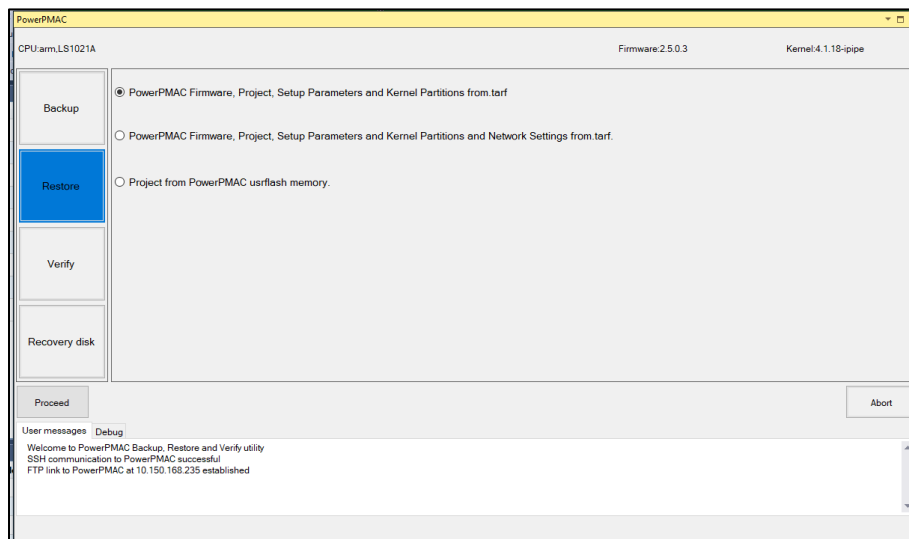 PowerPMAC
CPU:arm,LS1021A Firmware:2.5.0.3 Kernel:4.1.18-ipipe
Backup
Restore
Verify
Recovery disk
PowerPMAC Firmware, Project, Setup Parameters and Kernel Partitions from.tarf
PowerPMAC Firmware, Project, Setup Parameters and Kernel Partitions and Network Settings from.tarf.
Project from PowerPMAC usrflash memory.
Proceed Abort
User messages Debug
Welcome to PowerPMAC Backup, Restore and Verify utility
SSH communication to PowerPMAC successful
FTP link to PowerPMAC at 10.150.168.235 established